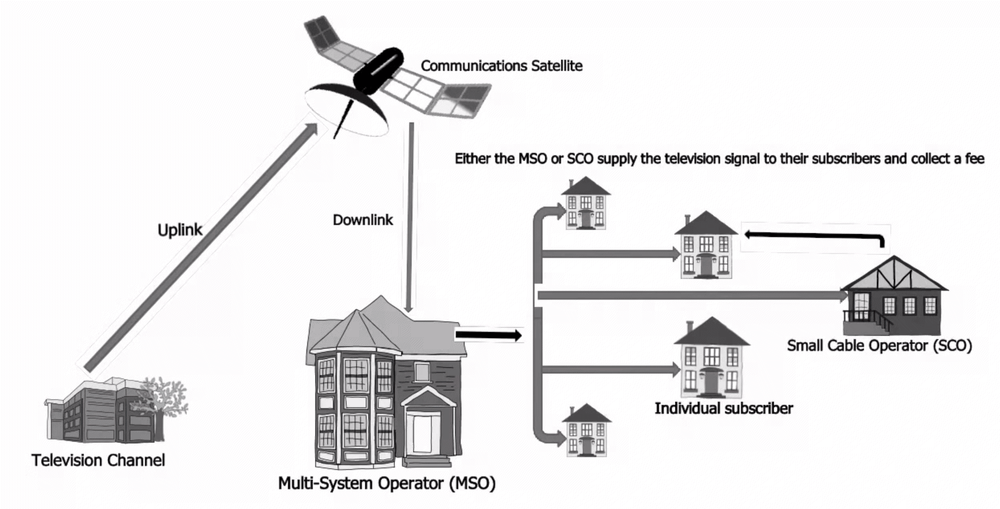 Communications Satellite
Either the MSO or SCO supply the television signal to their subscribers and collect a fee
Uplink
Downlink
Small Cable Operator (SCO)
Individual subscriber
Television Channel
Multi-System Operator (MSO)